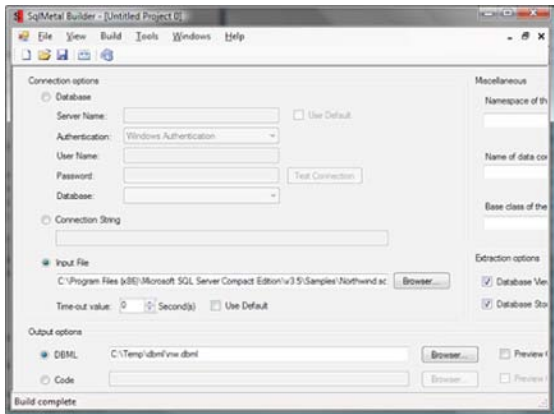 SqlMetal Builder - [Untitled Project 0]
File View Build Tools Windows Help
Connection options
Database
Server Name:
Use Default
Authentication: Windows Authentication
User Name:
Password:
Test Connection
Database:
Connection String
Input File
C:\Program Files (x86)\Microsoft SQL Server Compact Edition\v3.5\Samples\Northwind.sc Browser...
Time-out value: 0 Second(s) Use Default
Miscellaneous
Namespace of th
Name of data cor
Base class of the
Extraction options
Database Vie
Database Sto
Output options
DBML C:\Temp\dbml\nw.dbml Browser... Preview
Code Browser... Preview
Build complete